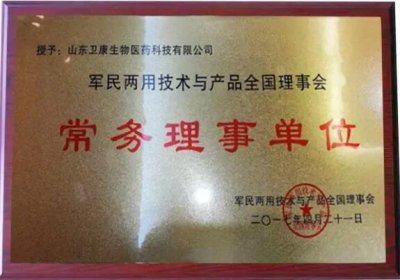 授予：山东卫康生物医药科技有限公司
军民两用技术与产品全国理事会
常务理事单位
军民两用技术与产品全国理事会
二〇一七年四月二十一日